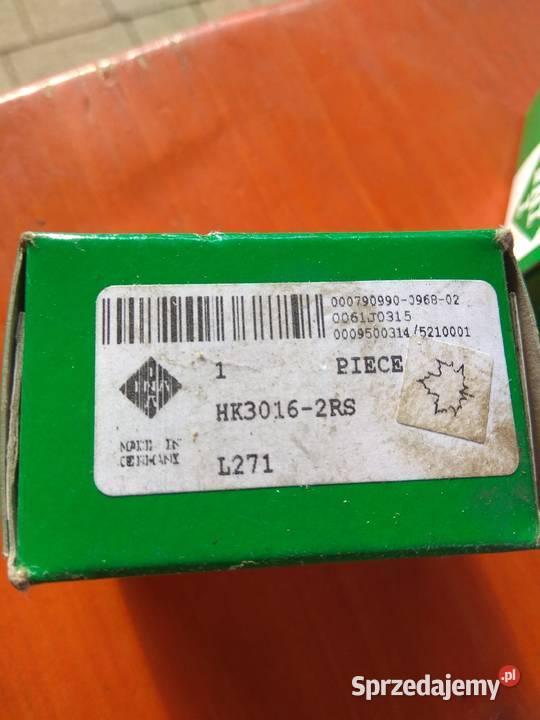 000790990-0968-02
0061J0315
0009500314/5210001
1 PIECE
INA
HK3016-2RS
MADE IN
GERMANY
L271
Sprzedajemy.pl